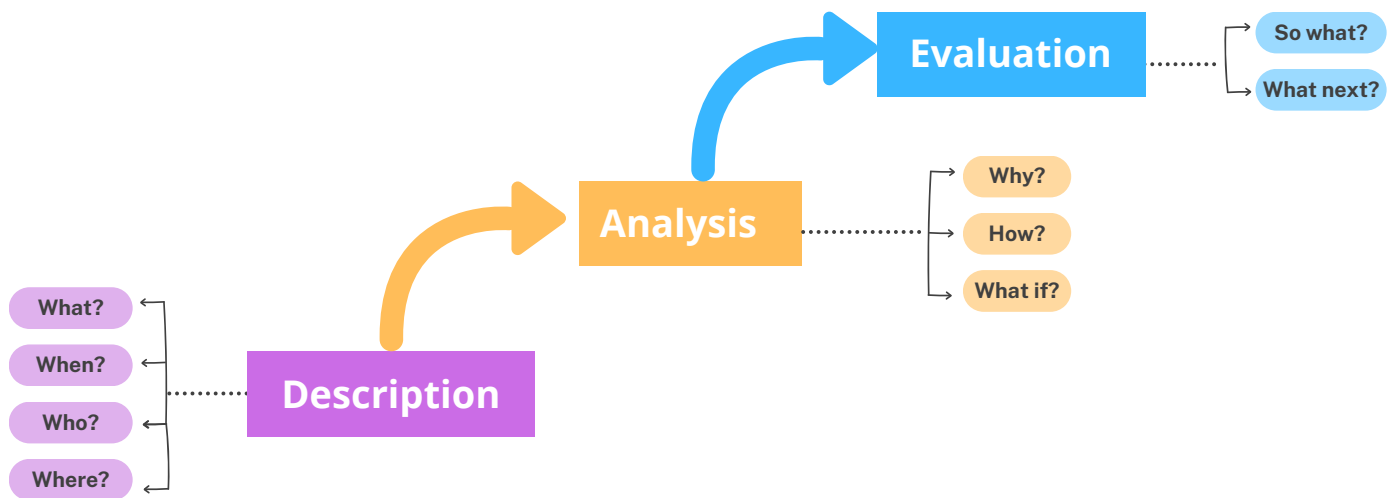 Evaluation
So what?
What next?
Analysis
Why?
How?
What if?
Description
What?
When?
Who?
Where?